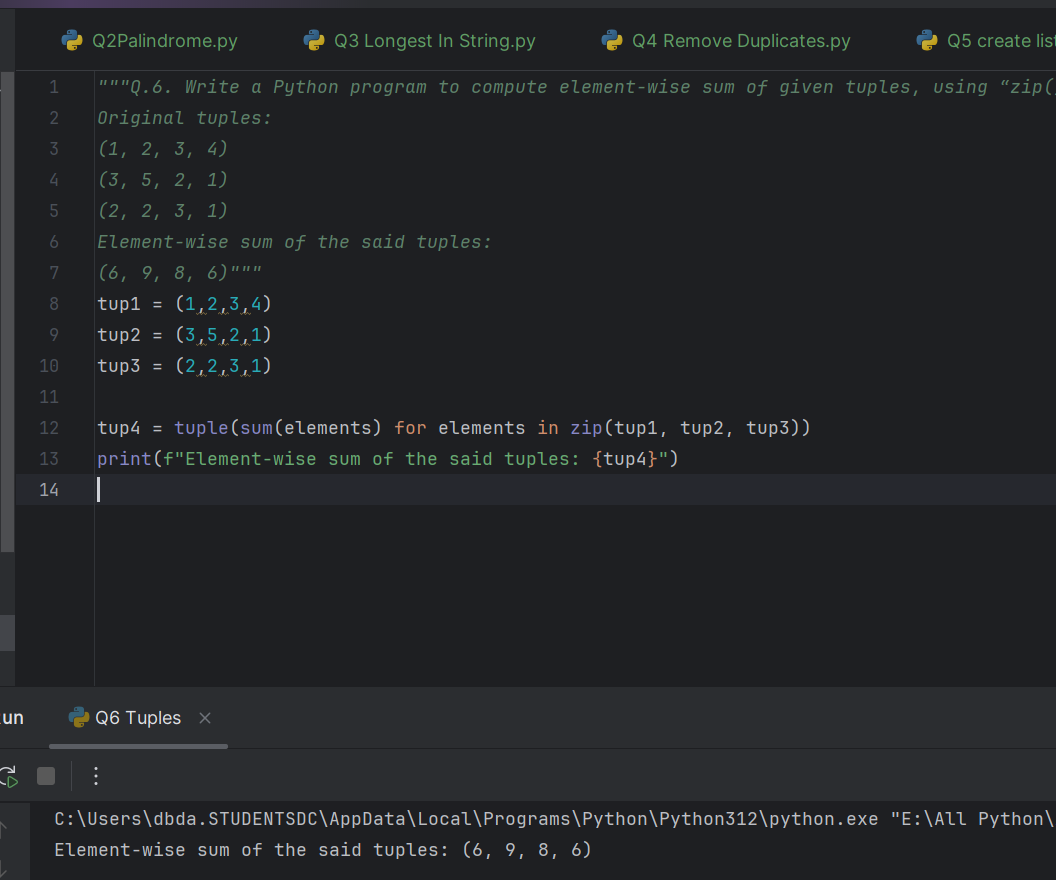 Q2Palindrome.py Q3 Longest In String.py Q4 Remove Duplicates.py Q5 create list
1 """Q.6. Write a Python program to compute element-wise sum of given tuples, using “zip(
2 Original tuples:
3 (1, 2, 3, 4)
4 (3, 5, 2, 1)
5 (2, 2, 3, 1)
6 Element-wise sum of the said tuples:
7 (6, 9, 8, 6)"""
8 tup1 = (1,2,3,4)
9 tup2 = (3,5,2,1)
10 tup3 = (2,2,3,1)
11
12 tup4 = tuple(sum(elements) for elements in zip(tup1, tup2, tup3))
13 print(f"Element-wise sum of the said tuples: {tup4}")
14
un Q6 Tuples
C:\Users\dbda.STUDENTSDC\AppData\Local\Programs\Python\Python312\python.exe "E:\All Python\
Element-wise sum of the said tuples: (6, 9, 8, 6)